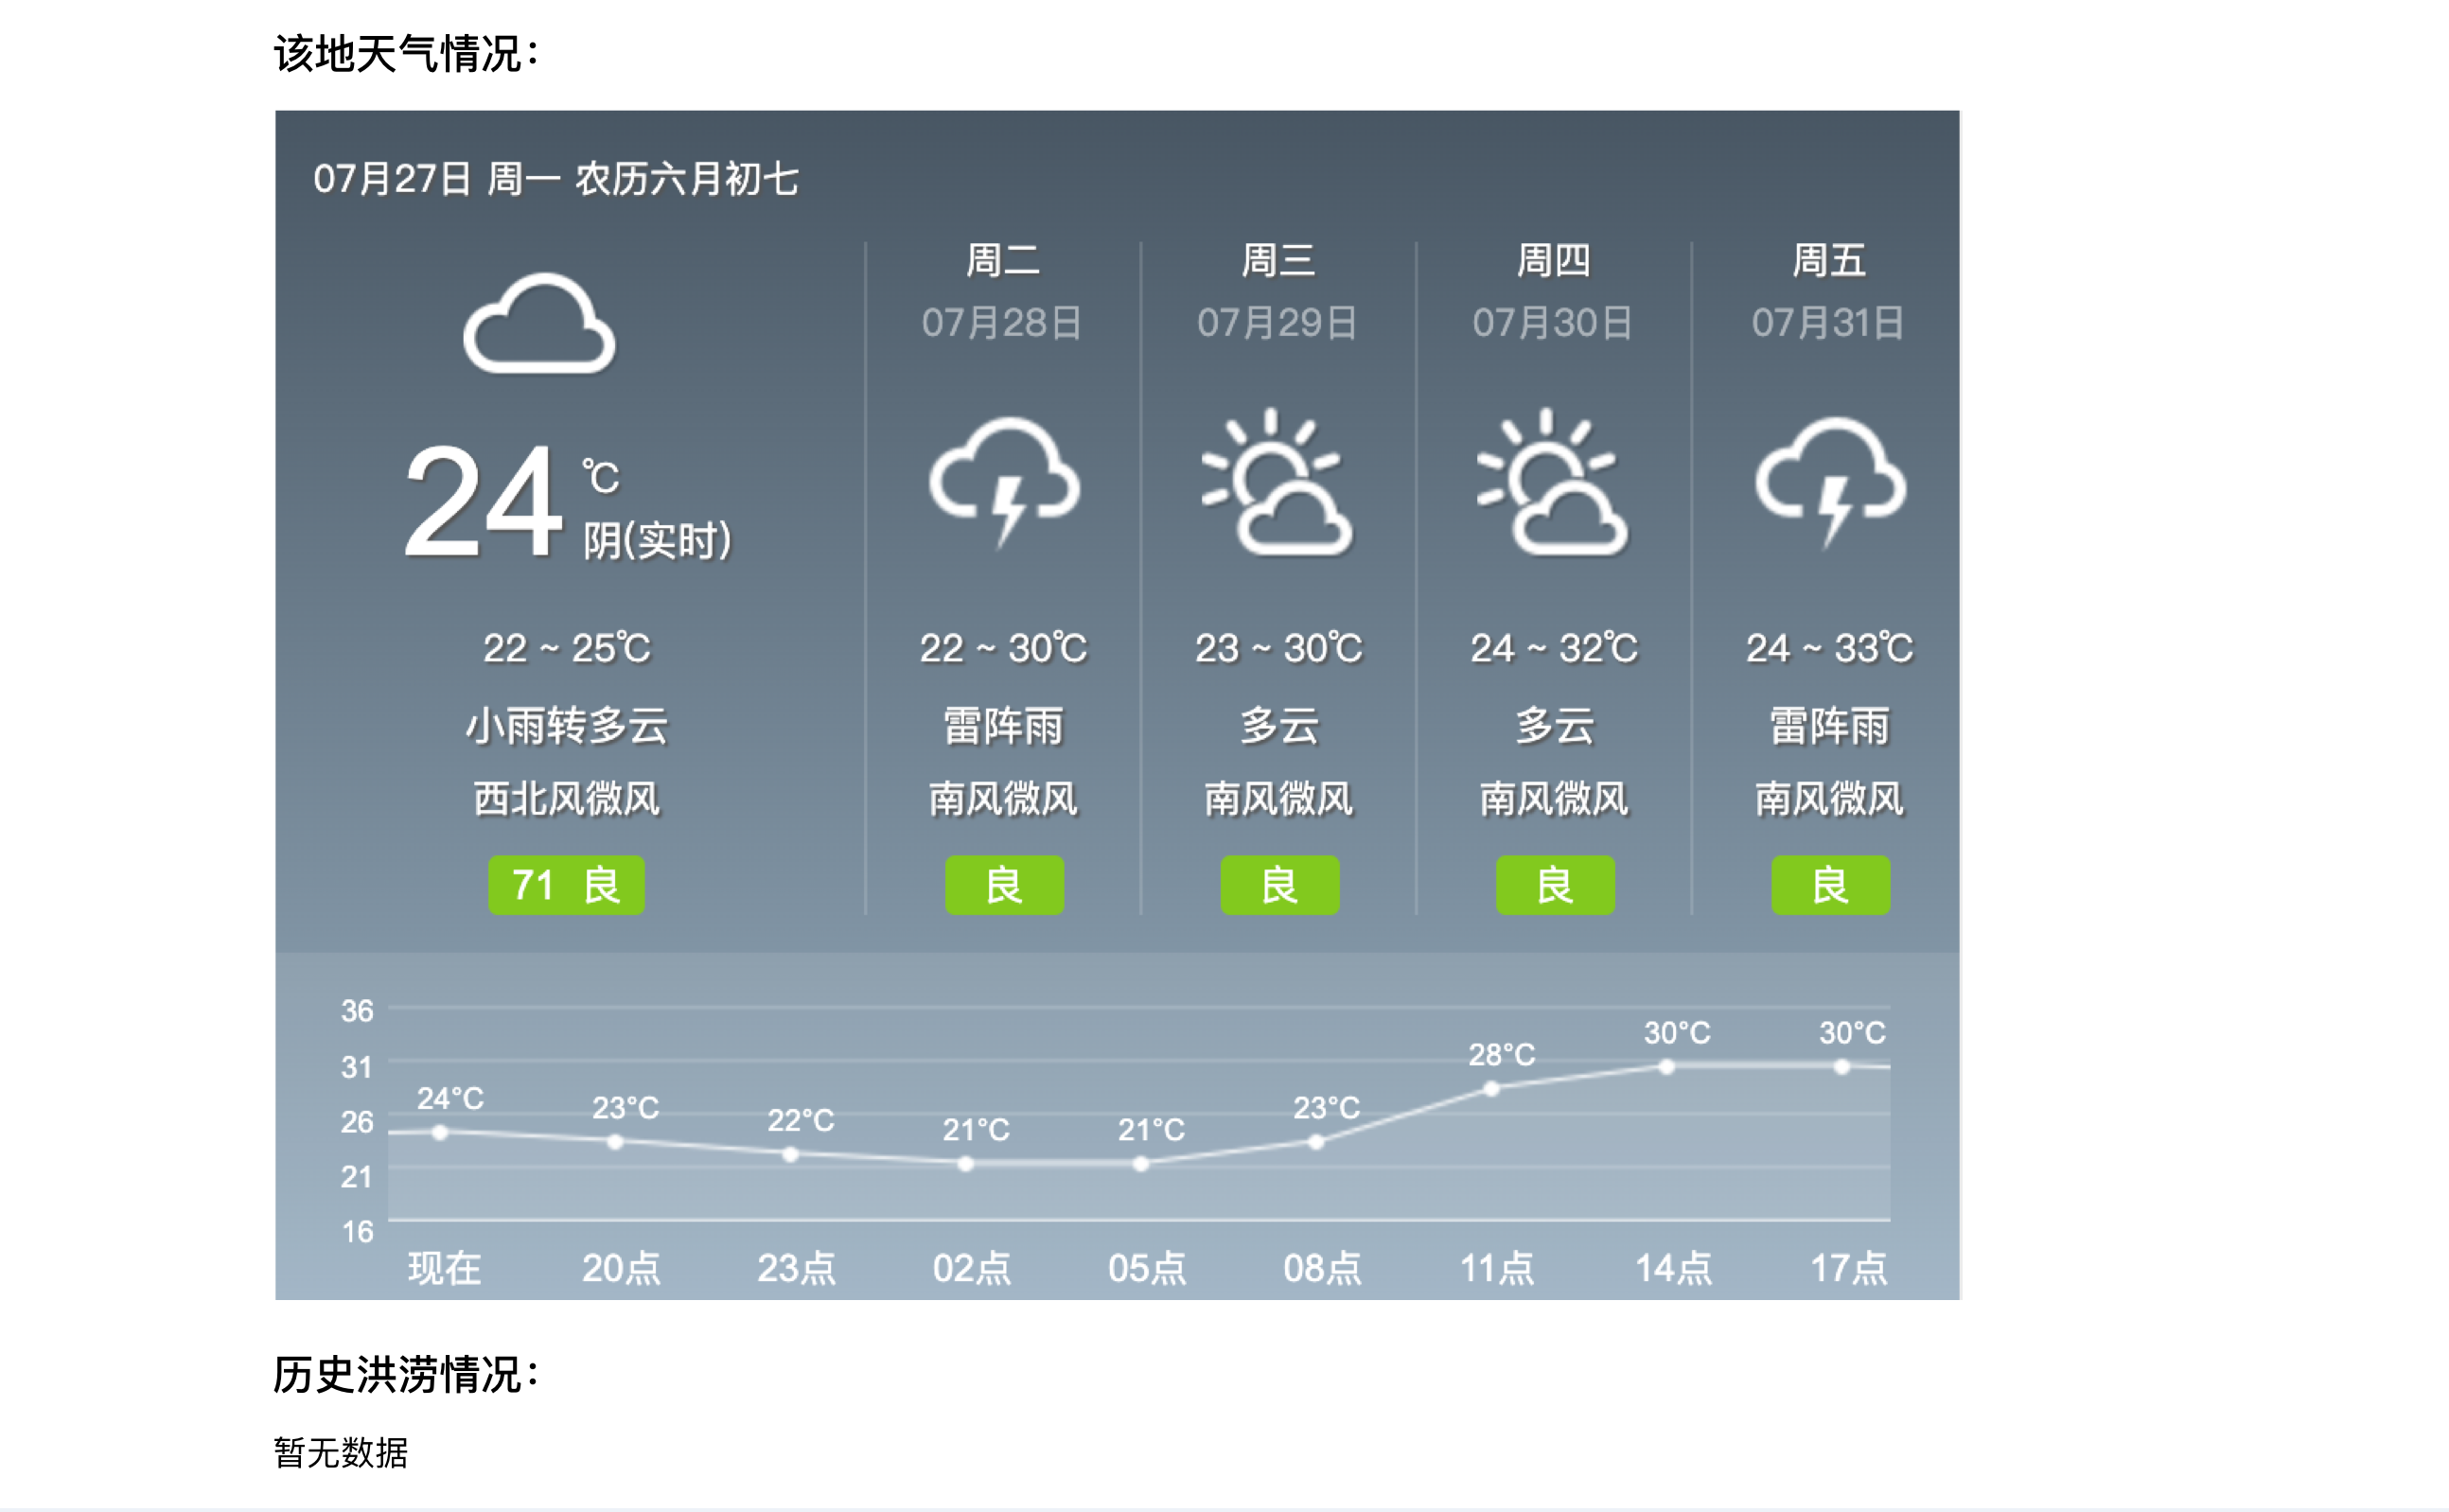 该地天气情况：
07月27日 周一 农历六月初七
24 ℃
阴(实时)
22 ~ 25℃
小雨转多云
西北风微风
71 良
周二
07月28日
22 ~ 30℃
雷阵雨
南风微风
良
周三
07月29日
23 ~ 30℃
多云
南风微风
良
周四
07月30日
24 ~ 32℃
多云
南风微风
良
周五
07月31日
24 ~ 33℃
雷阵雨
南风微风
良
36
31
26
21
16
24°C 23°C 22°C 21°C 21°C 23°C 28°C 30°C 30°C
现在 20点 23点 02点 05点 08点 11点 14点 17点
历史洪涝情况：
暂无数据